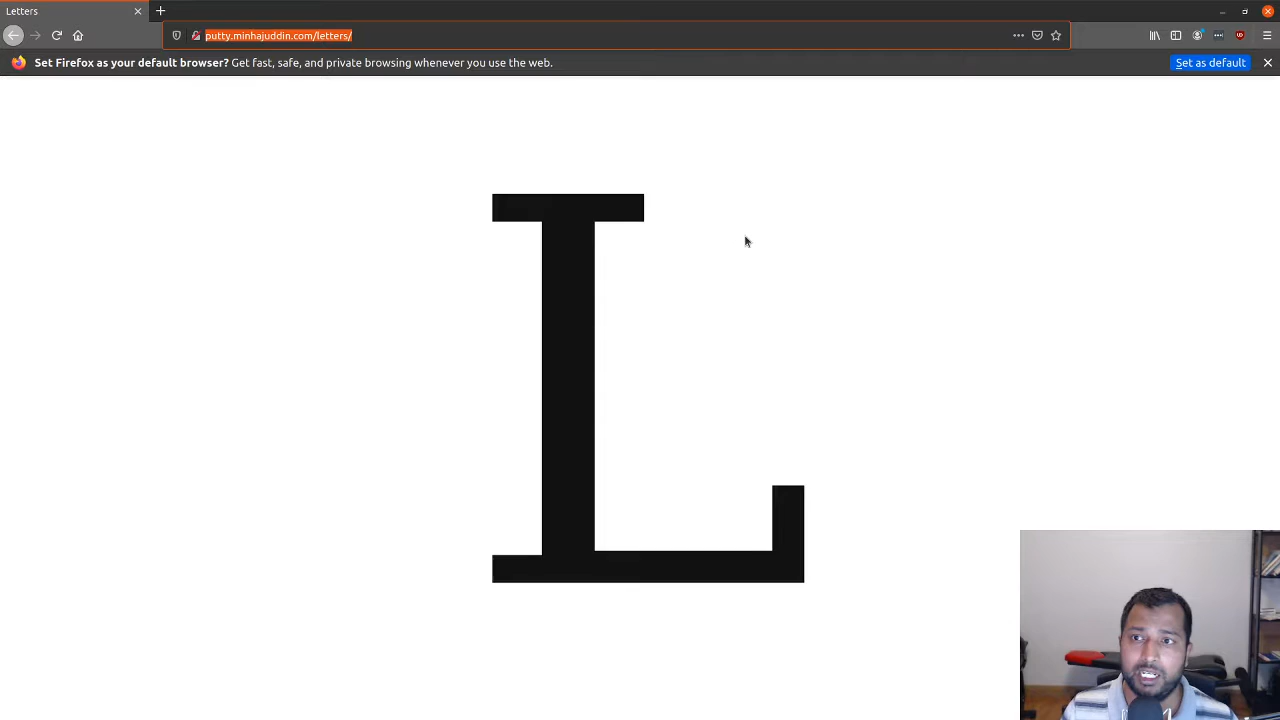 Letters
putty.minhajuddin.com/letters/
Set Firefox as your default browser? Get fast, safe, and private browsing whenever you use the web.
Set as default
L